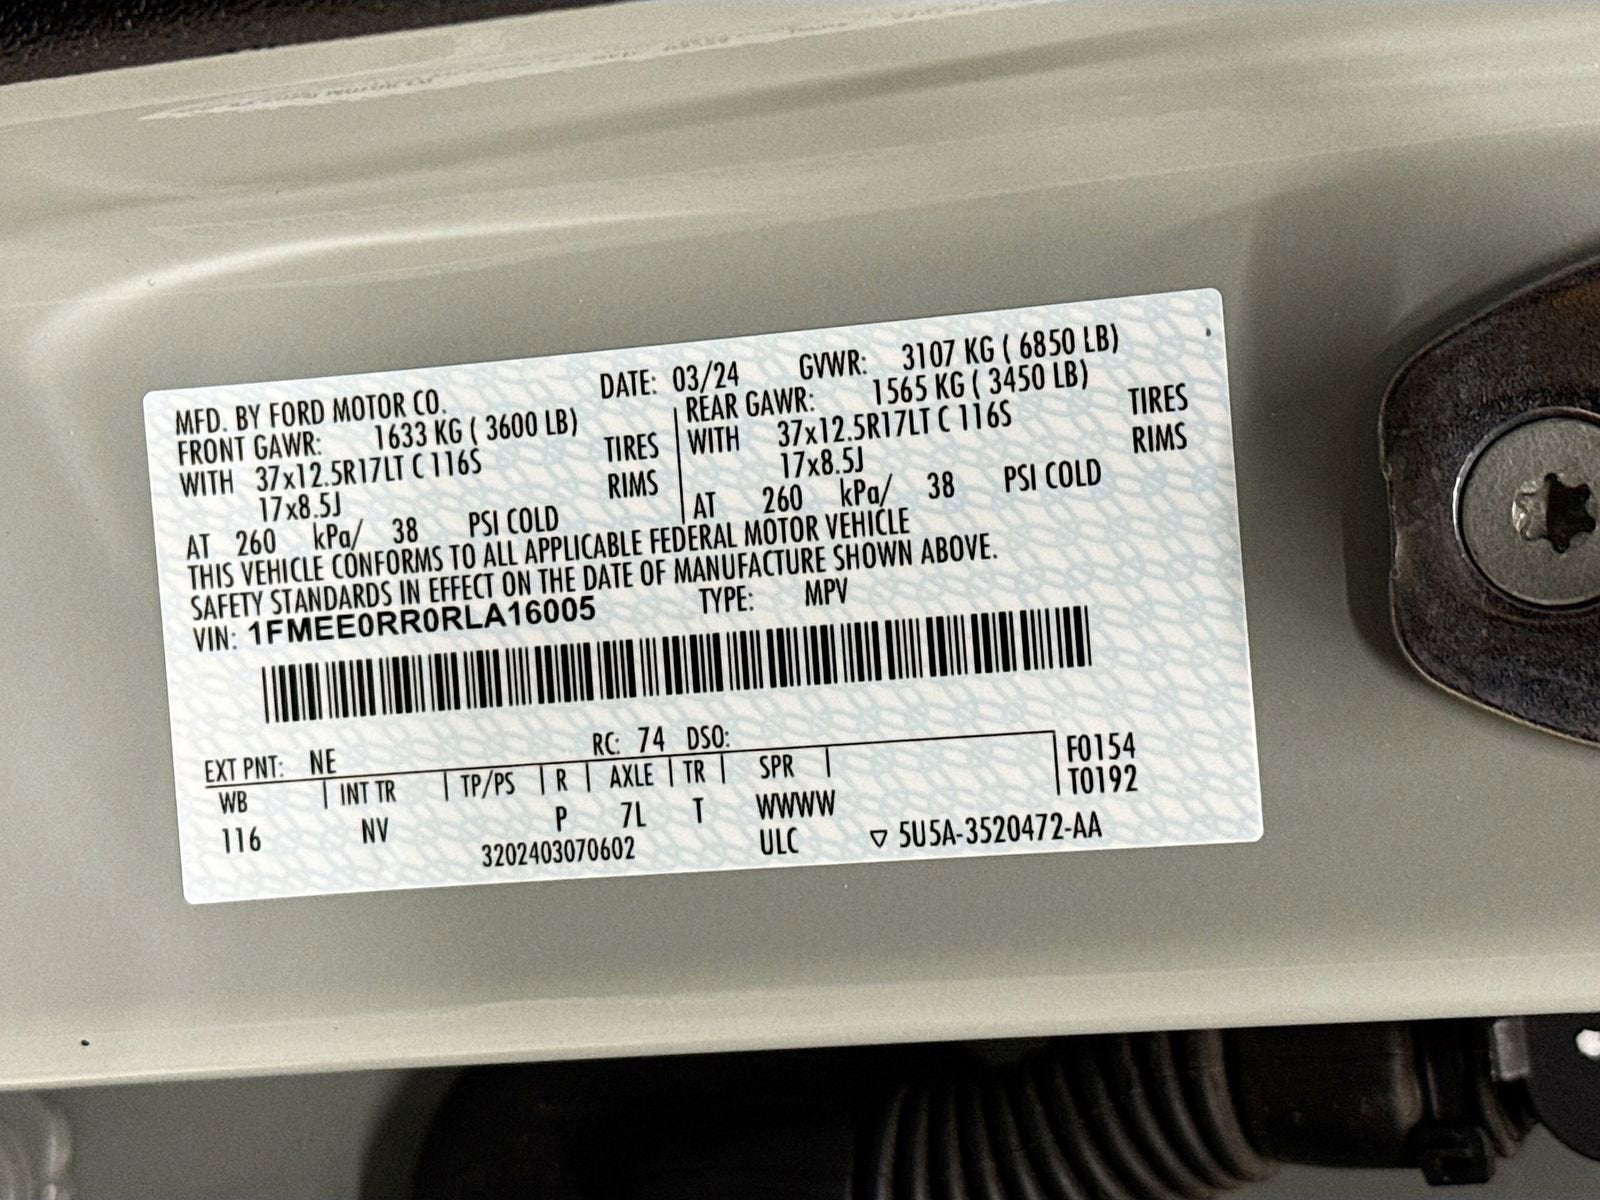 MFD. BY FORD MOTOR CO. DATE: 03/24 GVWR: 3107 KG ( 6850 LB)
FRONT GAWR: 1633 KG ( 3600 LB) REAR GAWR: 1565 KG ( 3450 LB)
WITH 37x12.5R17LT C 116S TIRES WITH 37x12.5R17LT C 116S TIRES
17x8.5J RIMS 17x8.5J RIMS
AT 260 kPa/ 38 PSI COLD AT 260 kPa/ 38 PSI COLD
THIS VEHICLE CONFORMS TO ALL APPLICABLE FEDERAL MOTOR VEHICLE
SAFETY STANDARDS IN EFFECT ON THE DATE OF MANUFACTURE SHOWN ABOVE.
VIN: 1FMEE0RR0RLA16005 TYPE: MPV
EXT PNT: NE RC: 74 DSO:
WB INT TR TP/PS R AXLE TR SPR F0154
116 NV P 7L T WWWW T0192
3202403070602 ULC ▽ 5U5A-3520472-AA